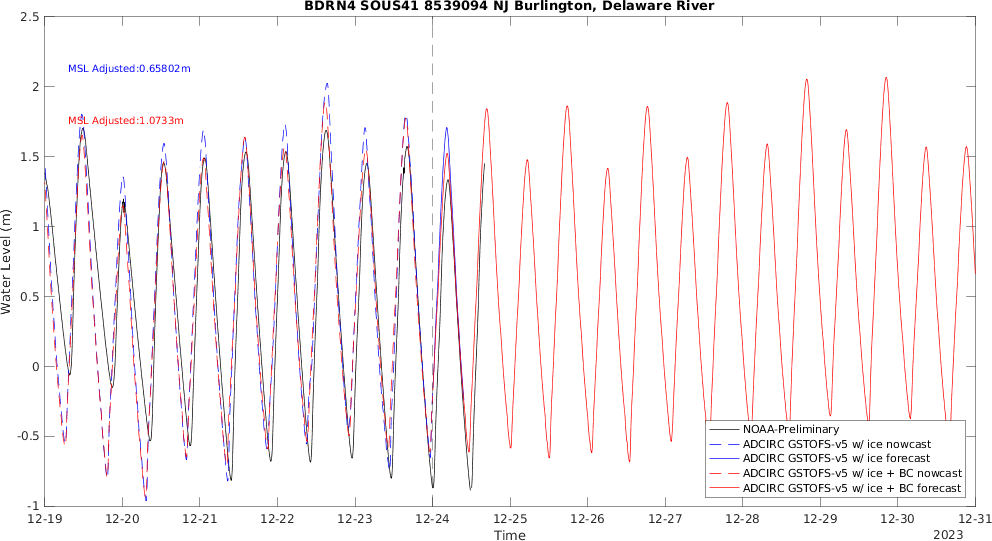 BDRN4 SOUS41 8539094 NJ Burlington, Delaware River
2.5
2
1.5
1
0.5
0
-0.5
-1
Water Level (m)
MSL Adjusted:0.65802m
MSL Adjusted:1.0733m
NOAA-Preliminary
ADCIRC GSTOFS-v5 w/ ice nowcast
ADCIRC GSTOFS-v5 w/ ice forecast
ADCIRC GSTOFS-v5 w/ ice + BC nowcast
ADCIRC GSTOFS-v5 w/ ice + BC forecast
12-19 12-20 12-21 12-22 12-23 12-24 12-25 12-26 12-27 12-28 12-29 12-30 12-31
Time
2023